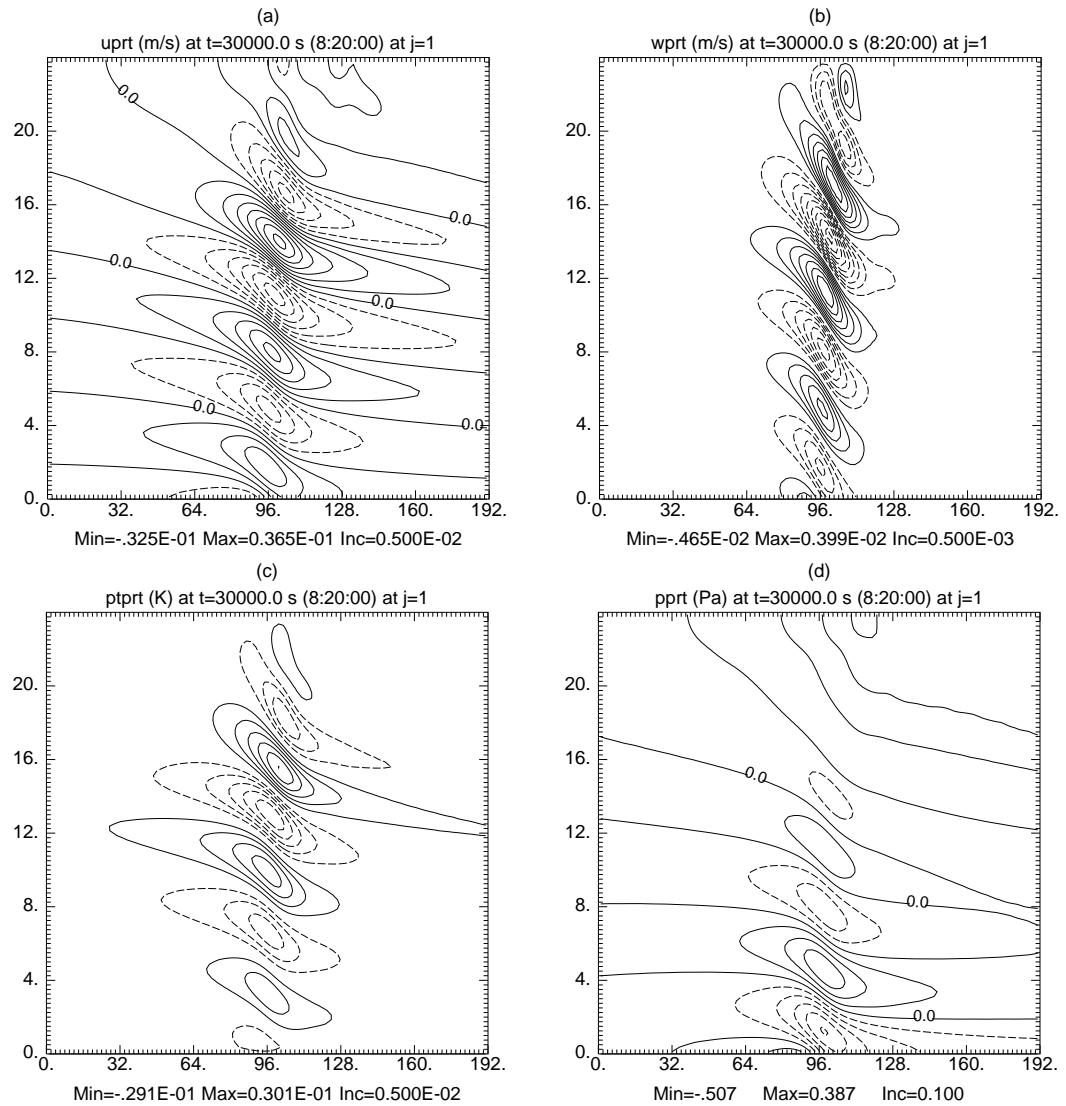 (a)
uprt (m/s) at t=30000.0 s (8:20:00) at j=1
0.0
20.
16.
0.0
12.
0.0
0.0
8.
4.
0.0
0.0
0.
0. 32. 64. 96. 128. 160. 192.
Min=-.325E-01 Max=0.365E-01 Inc=0.500E-02
(b)
wprt (m/s) at t=30000.0 s (8:20:00) at j=1
20.
16.
12.
8.
4.
0.
0. 32. 64. 96. 128. 160. 192.
Min=-.465E-02 Max=0.399E-02 Inc=0.500E-03
(c)
ptprt (K) at t=30000.0 s (8:20:00) at j=1
20.
16.
12.
8.
4.
0.
0. 32. 64. 96. 128. 160. 192.
Min=-.291E-01 Max=0.301E-01 Inc=0.500E-02
(d)
pprt (Pa) at t=30000.0 s (8:20:00) at j=1
20.
16.
0.0
12.
8.
0.0
4.
0.0
0.
0. 32. 64. 96. 128. 160. 192.
Min=-.507 Max=0.387 Inc=0.100